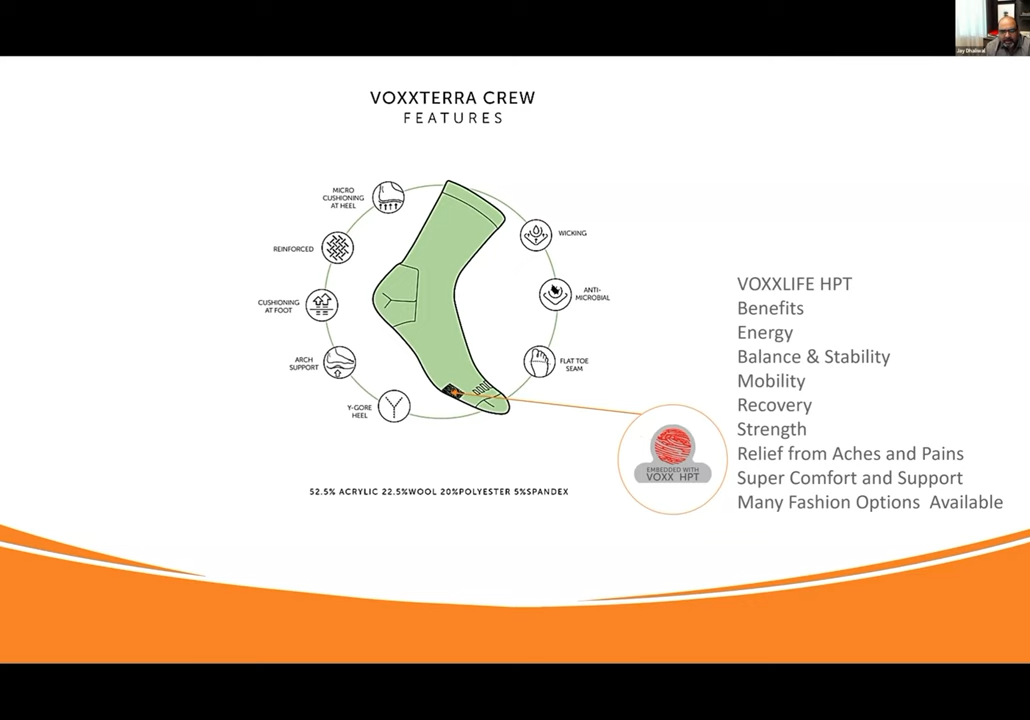 Jay Dhaliwal
VOXXTERRA CREW
FEATURES
MICRO
CUSHIONING
AT HEEL
REINFORCED
CUSHIONING
AT FOOT
ARCH
SUPPORT
Y-GORE
HEEL
WICKING
ANTI-
MICROBIAL
FLAT TOE
SEAM
EMBEDDED WITH
VOXX HPT
52.5% ACRYLIC 22.5%WOOL 20%POLYESTER 5%SPANDEX
VOXXLIFE HPT
Benefits
Energy
Balance & Stability
Mobility
Recovery
Strength
Relief from Aches and Pains
Super Comfort and Support
Many Fashion Options Available